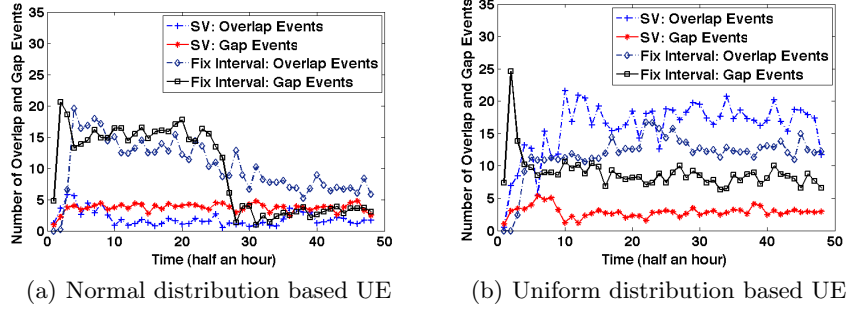 Number of Overlap and Gap Events
35
30
25
20
15
10
5
0
SV: Overlap Events
SV: Gap Events
Fix Interval: Overlap Events
Fix Interval: Gap Events
0 10 20 30 40 50
Time (half an hour)
(a) Normal distribution based UE
Number of Overlap and Gap Events
35
30
25
20
15
10
5
0
SV: Overlap Events
SV: Gap Events
Fix Interval: Overlap Events
Fix Interval: Gap Events
0 10 20 30 40 50
Time (half an hour)
(b) Uniform distribution based UE